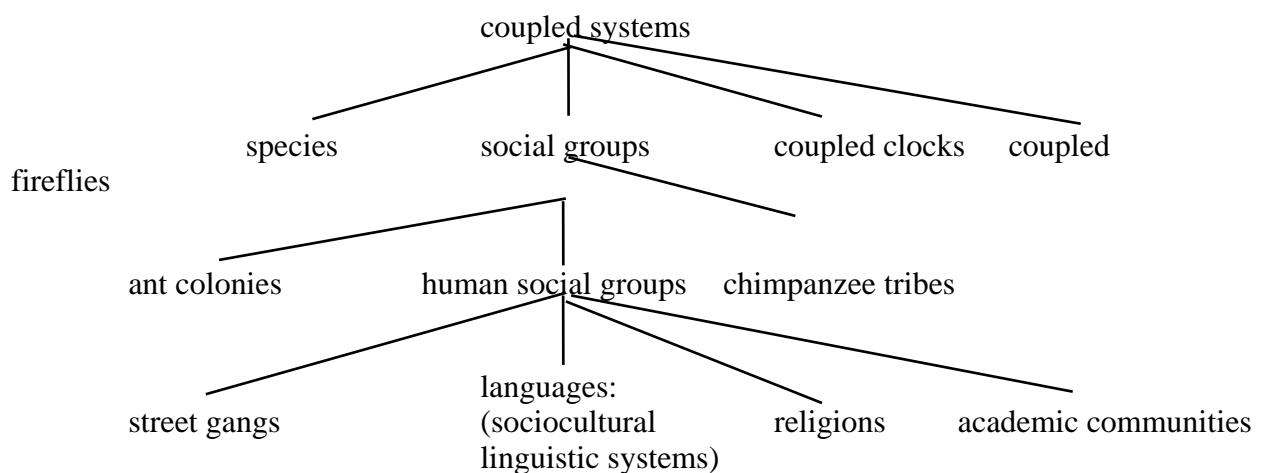 coupled systems
species social groups coupled clocks coupled
fireflies
ant colonies human social groups chimpanzee tribes
languages:
street gangs (sociocultural religions academic communities
linguistic systems)